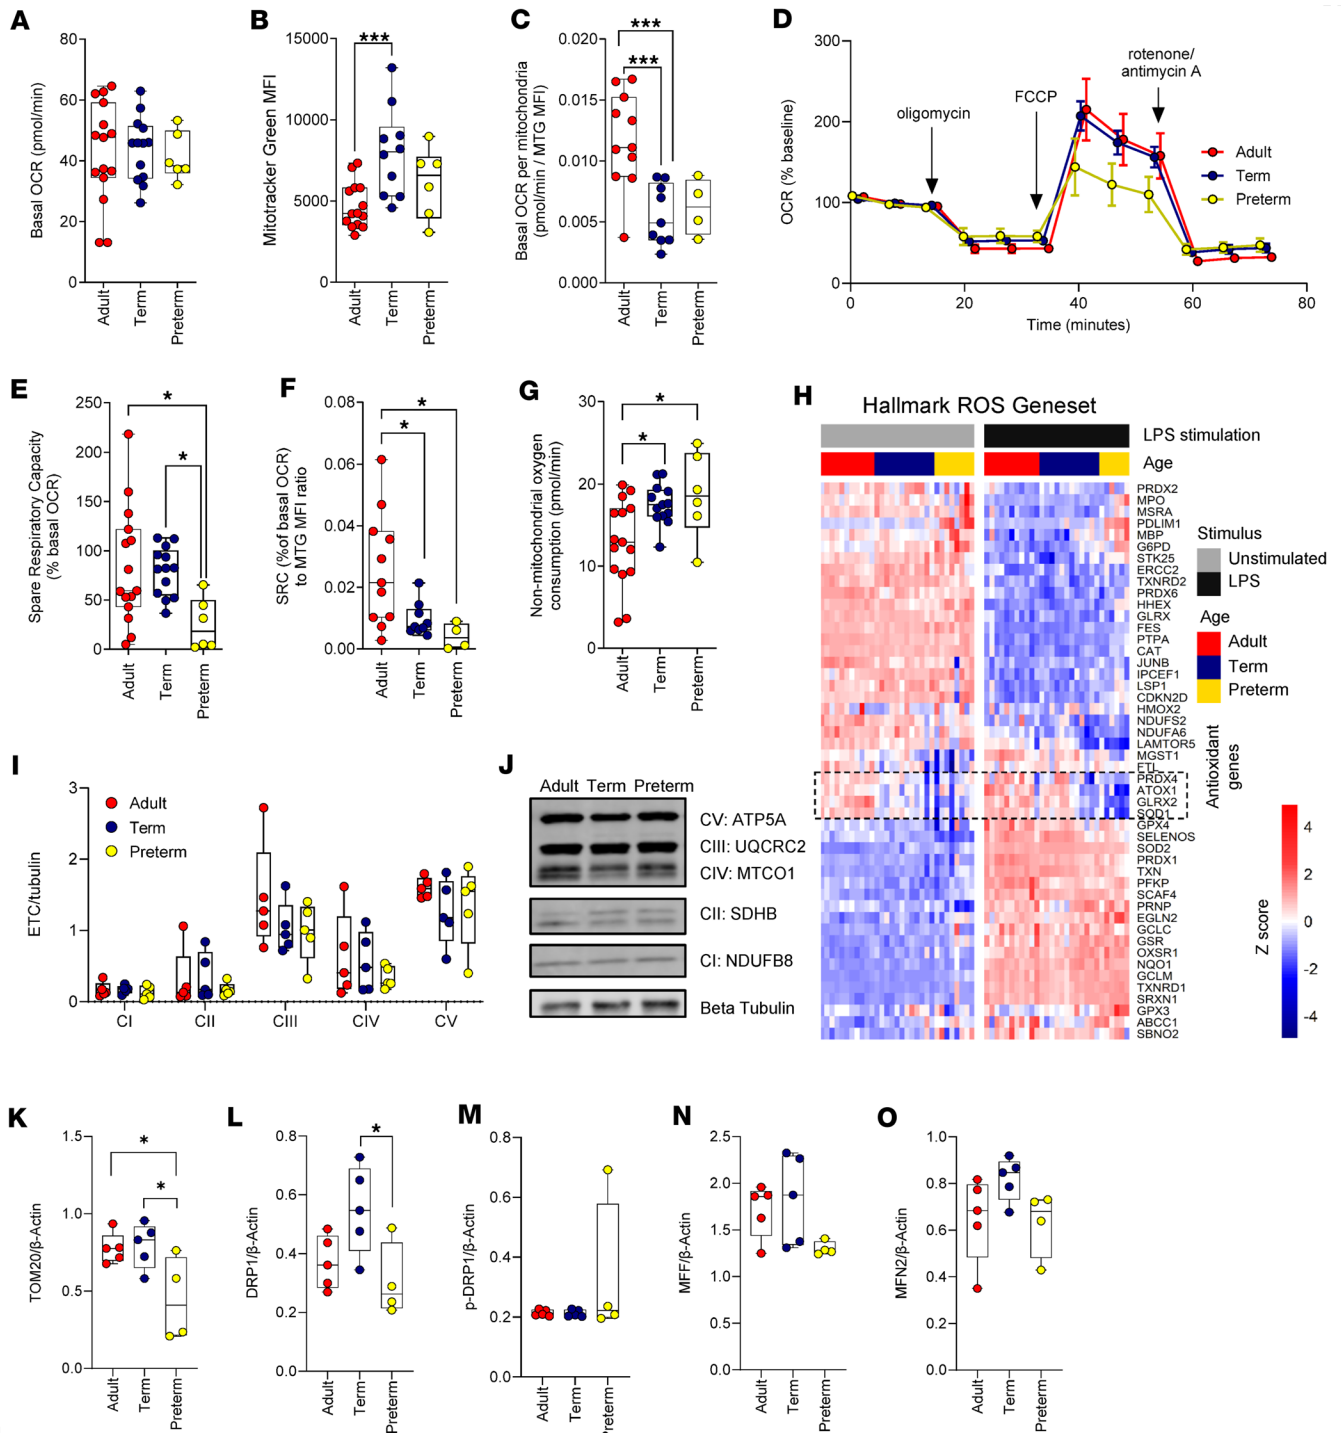 A
Basal OCR (pmol/min)
80
60
40
20
0
Adult
Term
Preterm
B
Mitotracker Green MFI
15000
10000
5000
0
***
Adult
Term
Preterm
C
Basal OCR per mitochondria
(pmol/min / MTG MFI)
0.020
0.015
0.010
0.005
0.000
***
***
Adult
Term
Preterm
D
OCR (% baseline)
300
200
100
0
oligomycin
FCCP
rotenone/
antimycin A
Adult
Term
Preterm
0
20
40
60
80
Time (minutes)
E
Spare Respiratory Capacity
(% basal OCR)
250
200
150
100
50
0
*
*
Adult
Term
Preterm
F
SRC (%of basal OCR)
to MTG MFI ratio
0.08
0.06
0.04
0.02
0.00
*
*
Adult
Term
Preterm
G
Non-mitochondrial oxygen
consumption (pmol/min)
30
20
10
0
*
*
Adult
Term
Preterm
H
Hallmark ROS Geneset
LPS stimulation
Age
PRDX2
MPO
MSRA
PDLIM1
MBP
G6PD
STK25
ERCC2
TXNRD2
PRDX6
HHEX
GLRX
FES
PTPA
CAT
JUNB
IPCEF1
LSP1
CDKN2D
HMOX2
NDUFS2
NDUFA6
LAMTOR5
MGST1
FTL
PRDX4
ATOX1
GLRX2
SOD1
GPX4
SELENOS
SOD2
PRDX1
TXN
PFKP
SCAF4
PRNP
EGLN2
GCLC
GSR
OXSR1
NQO1
GCLM
TXNRD1
SRXN1
GPX3
ABCC1
SBNO2
Stimulus
Unstimulated
LPS
Age
Adult
Term
Preterm
Antioxidant
genes
Z score
4
2
0
-2
-4
I
ETC/tubulin
3
2
1
0
Adult
Term
Preterm
CI
CII
CIII
CIV
CV
J
Adult Term Preterm
CV: ATP5A
CIII: UQCRC2
CIV: MTCO1
CII: SDHB
CI: NDUFB8
Beta Tubulin
K
TOM20/β-Actin
1.5
1.0
0.5
0.0
*
*
Adult
Term
Preterm
L
DRP1/β-Actin
0.8
0.6
0.4
0.2
0.0
*
Adult
Term
Preterm
M
p-DRP1/β-Actin
0.8
0.6
0.4
0.2
0.0
Adult
Term
Preterm
N
MFF/β-Actin
2.5
2.0
1.5
1.0
0.5
0.0
Adult
Term
Preterm
O
MFN2/β-Actin
1.0
0.8
0.6
0.4
0.2
0.0
Adult
Term
Preterm